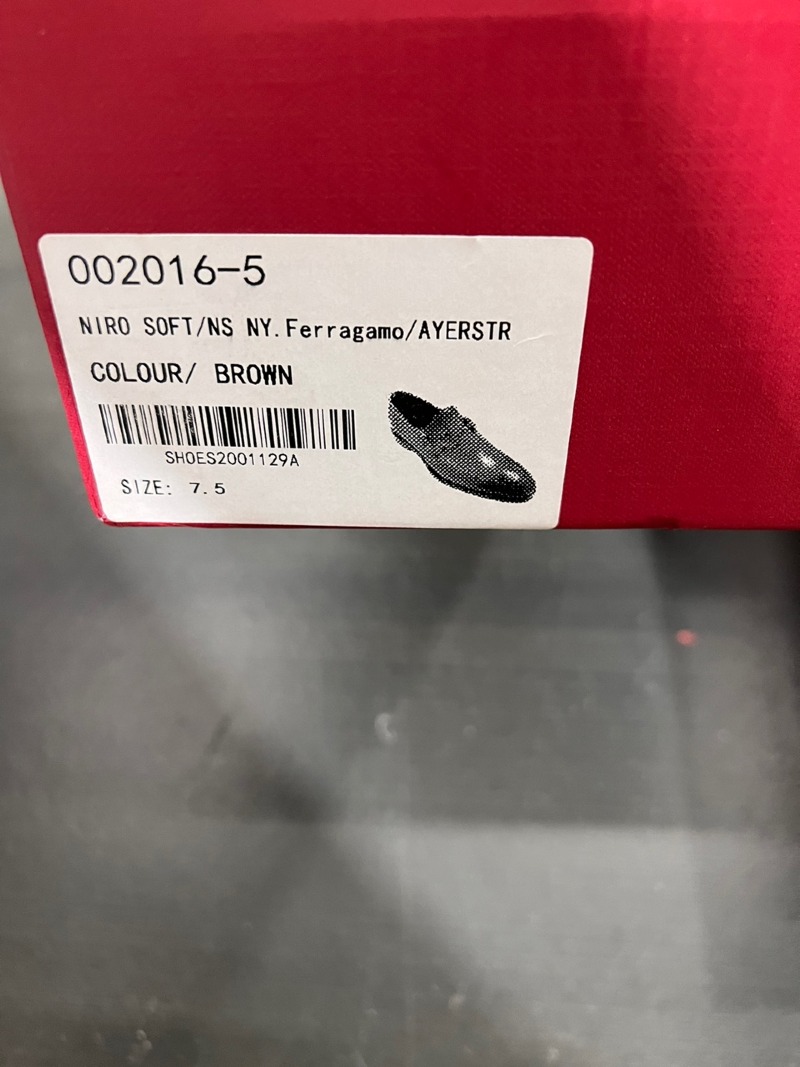 002016-5
NIRO SOFT/NS NY.Ferragamo/AYERSTR
COLOUR/ BROWN
SHOES2001129A
SIZE: 7.5